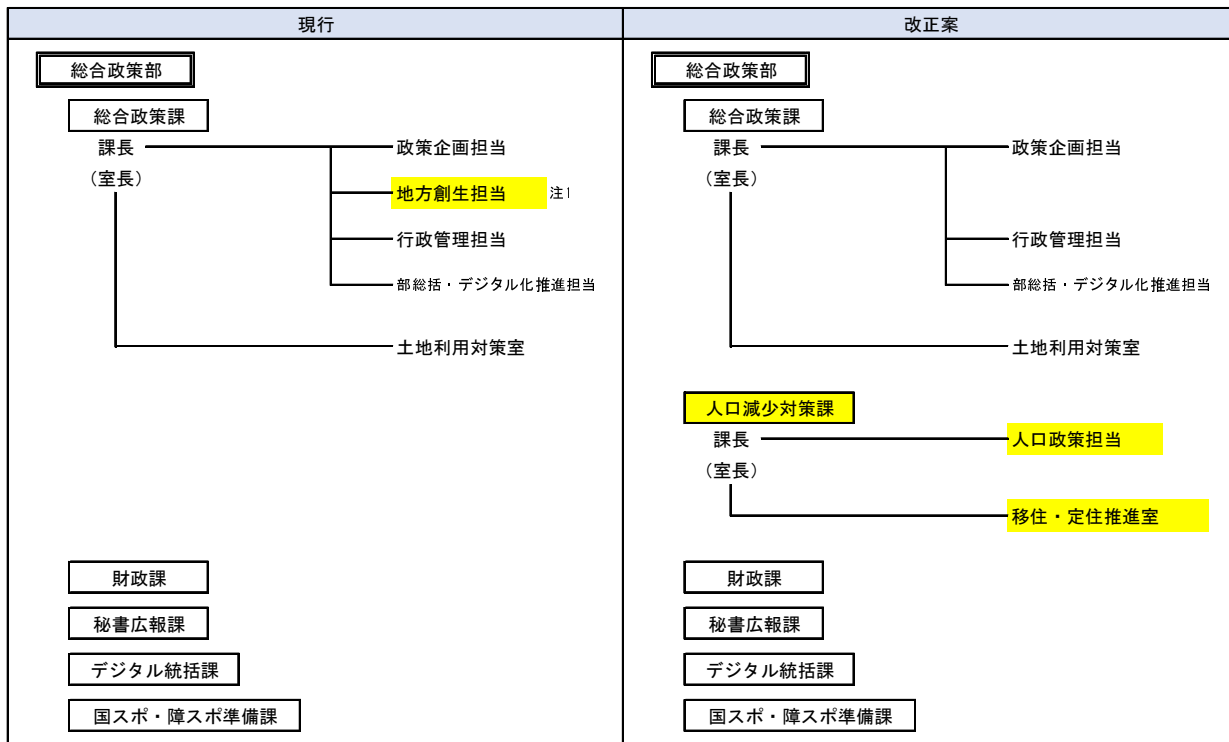 現行
総合政策部
総合政策課
課長
政策企画担当
（室長）
地方創生担当 注1
行政管理担当
部総括・デジタル化推進担当
土地利用対策室
財政課
秘書広報課
デジタル統括課
国スポ・障スポ準備課
改正案
総合政策部
総合政策課
課長
政策企画担当
（室長）
行政管理担当
部総括・デジタル化推進担当
土地利用対策室
人口減少対策課
課長
人口政策担当
（室長）
移住・定住推進室
財政課
秘書広報課
デジタル統括課
国スポ・障スポ準備課